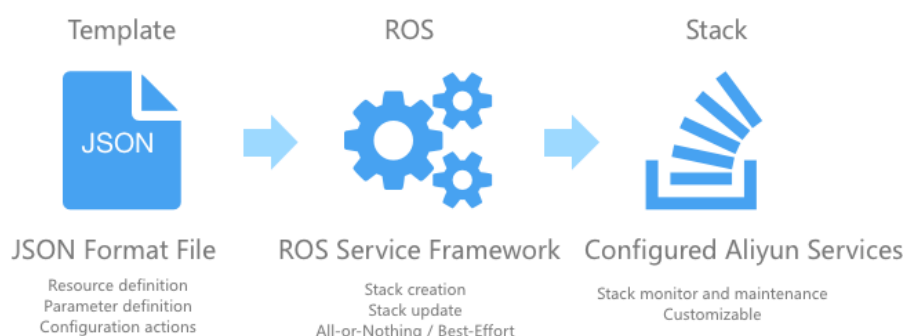 Template
ROS
Stack
JSON
JSON Format File
ROS Service Framework
Configured Aliyun Services
Resource definition
Parameter definition
Configuration actions
Stack creation
Stack update
All-or-Nothing / Best-Effort
Stack monitor and maintenance
Customizable